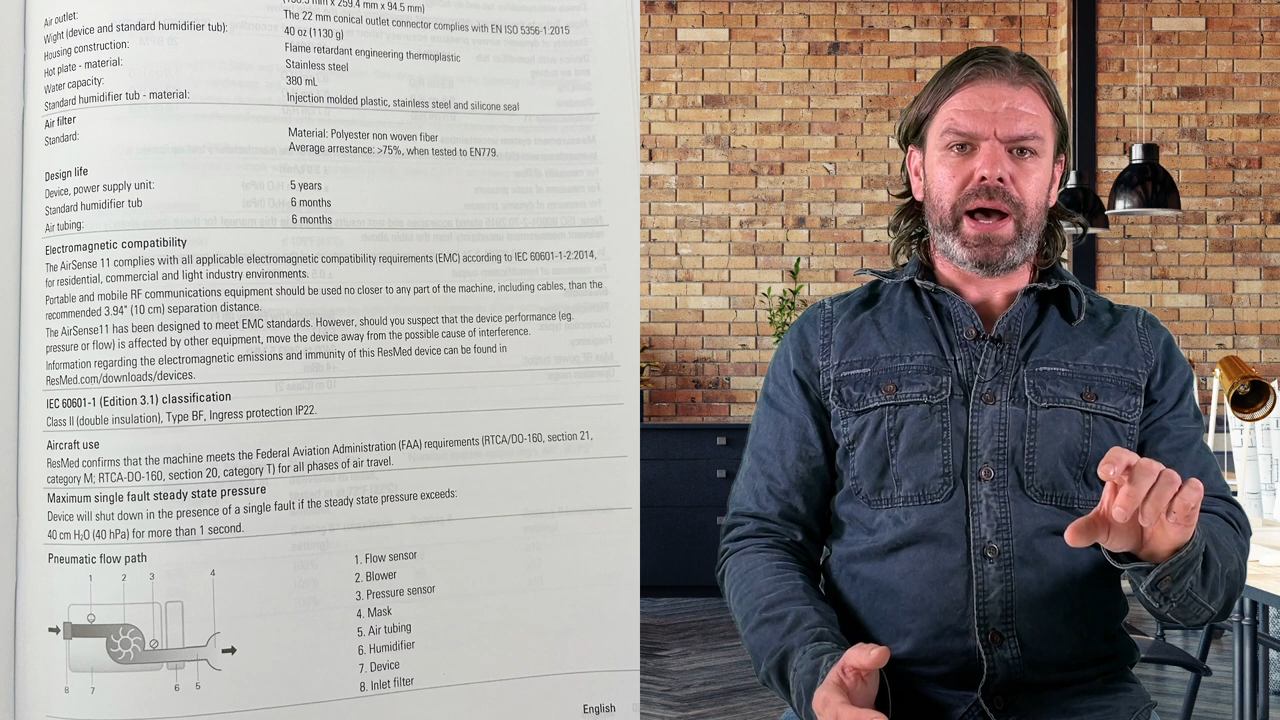 x 259.4 mm x 94.5 mm)
Air outlet:
The 22 mm conical outlet connector complies with EN ISO 5356-1:2015
Wight (device and standard humidifier tub):
40 oz (1130 g)
Housing construction:
Flame retardant engineering thermoplastic
Hot plate - material:
Stainless steel
Water capacity:
380 mL
Standard humidifier tub - material:
Injection molded plastic, stainless steel and silicone seal
Air filter
Standard:
Material: Polyester non woven fiber
Average arrestance: >75%, when tested to EN779.
Design life
Device, power supply unit:
5 years
Standard humidifier tub
6 months
Air tubing:
6 months
Electromagnetic compatibility
The AirSense 11 complies with all applicable electromagnetic compatibility requirements (EMC) according to IEC 60601-1-2:2014,
for residential, commercial and light industry environments.
Portable and mobile RF communications equipment should be used no closer to any part of the machine, including cables, than the
recommended 3.94" (10 cm) separation distance.
The AirSense11 has been designed to meet EMC standards. However, should you suspect that the device performance (eg.
pressure or flow) is affected by other equipment, move the device away from the possible cause of interference.
Information regarding the electromagnetic emissions and immunity of this ResMed device can be found in
ResMed.com/downloads/devices.
IEC 60601-1 (Edition 3.1) classification
Class II (double insulation), Type BF, Ingress protection IP22.
Aircraft use
ResMed confirms that the machine meets the Federal Aviation Administration (FAA) requirements (RTCA/DO-160, section 21,
category M; RTCA-DO-160, section 20, category T) for all phases of air travel.
Maximum single fault steady state pressure
Device will shut down in the presence of a single fault if the steady state pressure exceeds:
40 cm H₂O (40 hPa) for more than 1 second.
Pneumatic flow path
1. Flow sensor
2. Blower
3. Pressure sensor
4. Mask
5. Air tubing
6. Humidifier
7. Device
8. Inlet filter
1 2 3 4
8 7 6 5
English